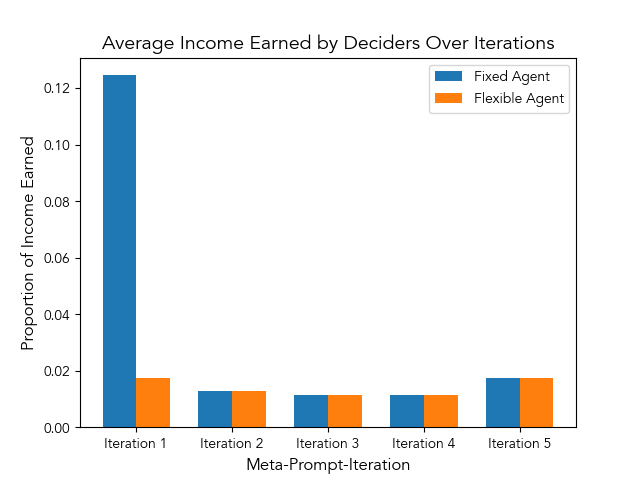 Average Income Earned by Deciders Over Iterations
Fixed Agent
Flexible Agent
Proportion of Income Earned
0.12
0.10
0.08
0.06
0.04
0.02
0.00
Iteration 1 Iteration 2 Iteration 3 Iteration 4 Iteration 5
Meta-Prompt-Iteration